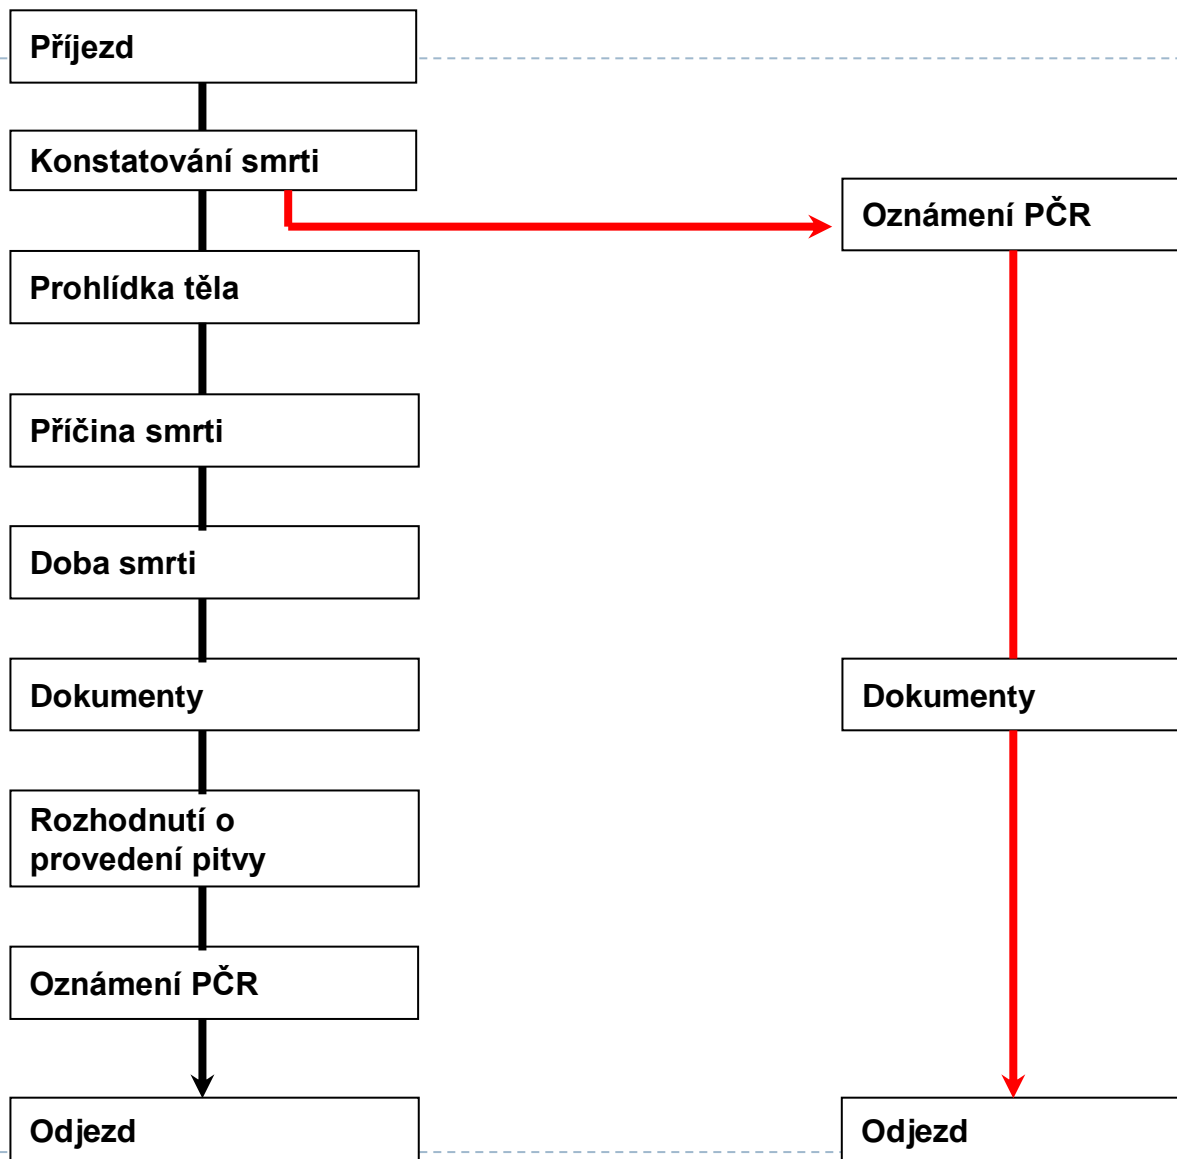 Příjezd
Konstatování smrti
Oznámení PČR
Prohlídka těla
Příčina smrti
Doba smrti
Dokumenty
Dokumenty
Rozhodnutí o
provedení pitvy
Oznámení PČR
Odjezd
Odjezd